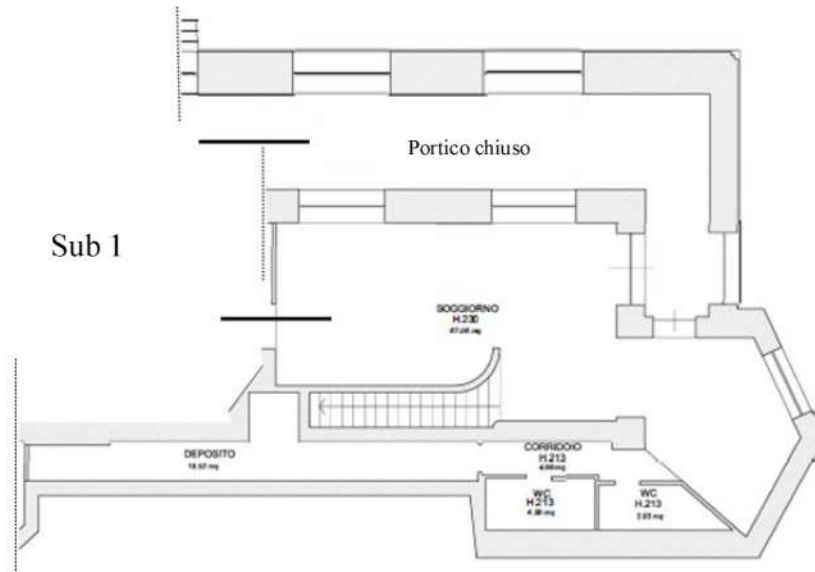 Portico chiuso
Sub 1
SOGGIORNO
H.230
DEPOSITO
CORRIDOIO
H.213
WC
H.213
WC
H.213